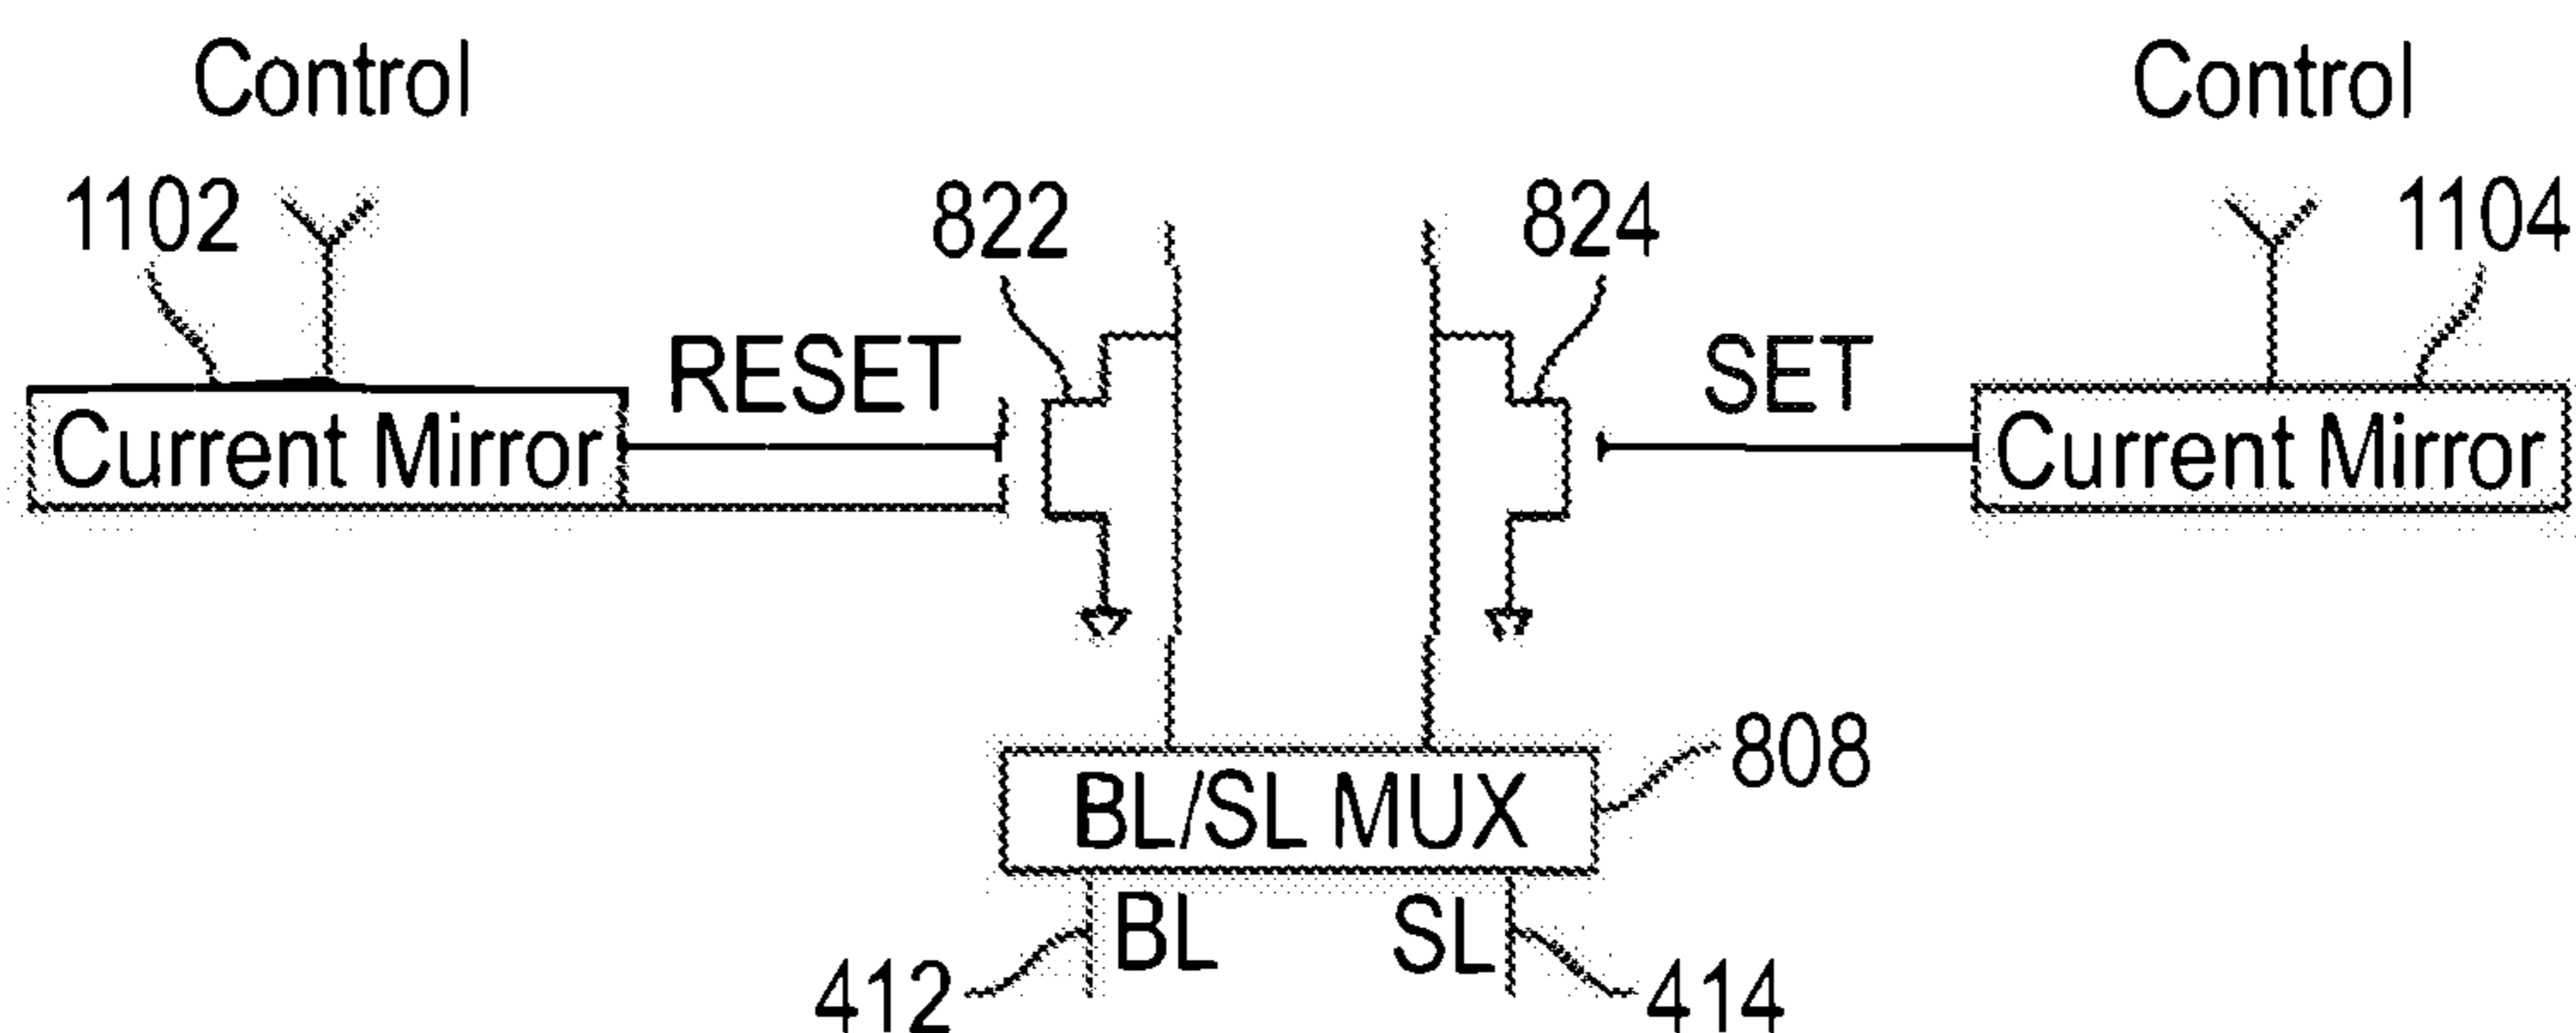 Control
Control
1102
822
824
1104
RESET
SET
Current Mirror
Current Mirror
808
BL/SL MUX
BL
SL
412
414